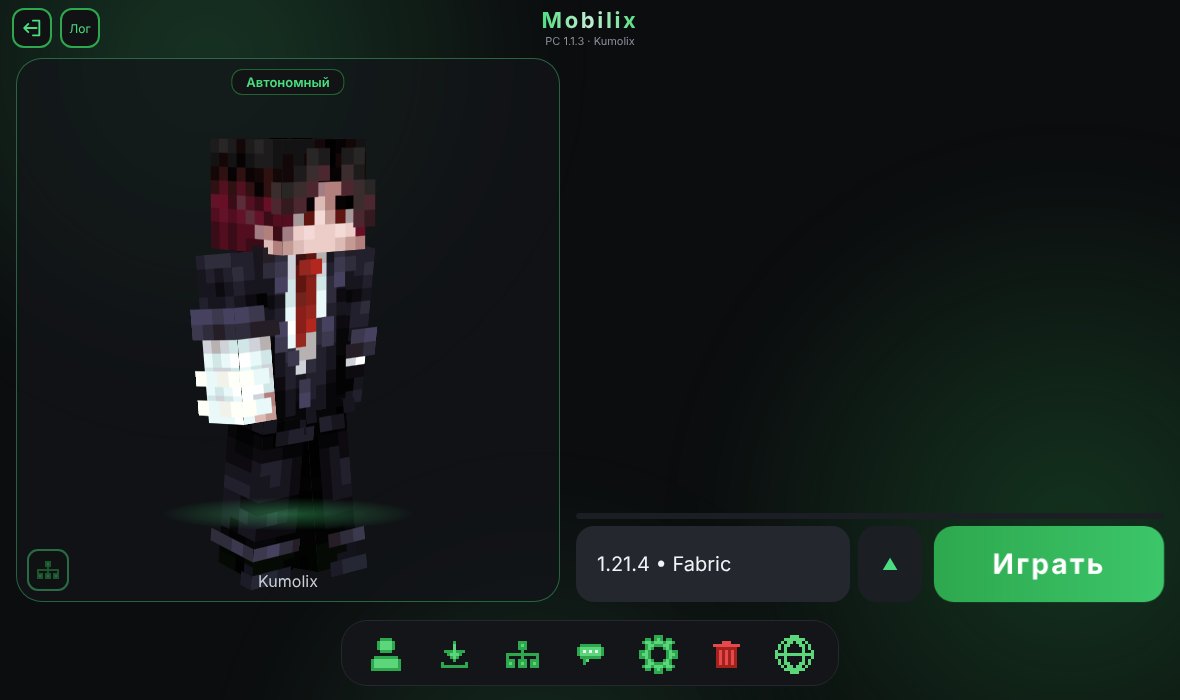 Лог
Mobilix
PC 1.1.3 · Kumolix
Автономный
Kumolix
1.21.4 • Fabric
Играть